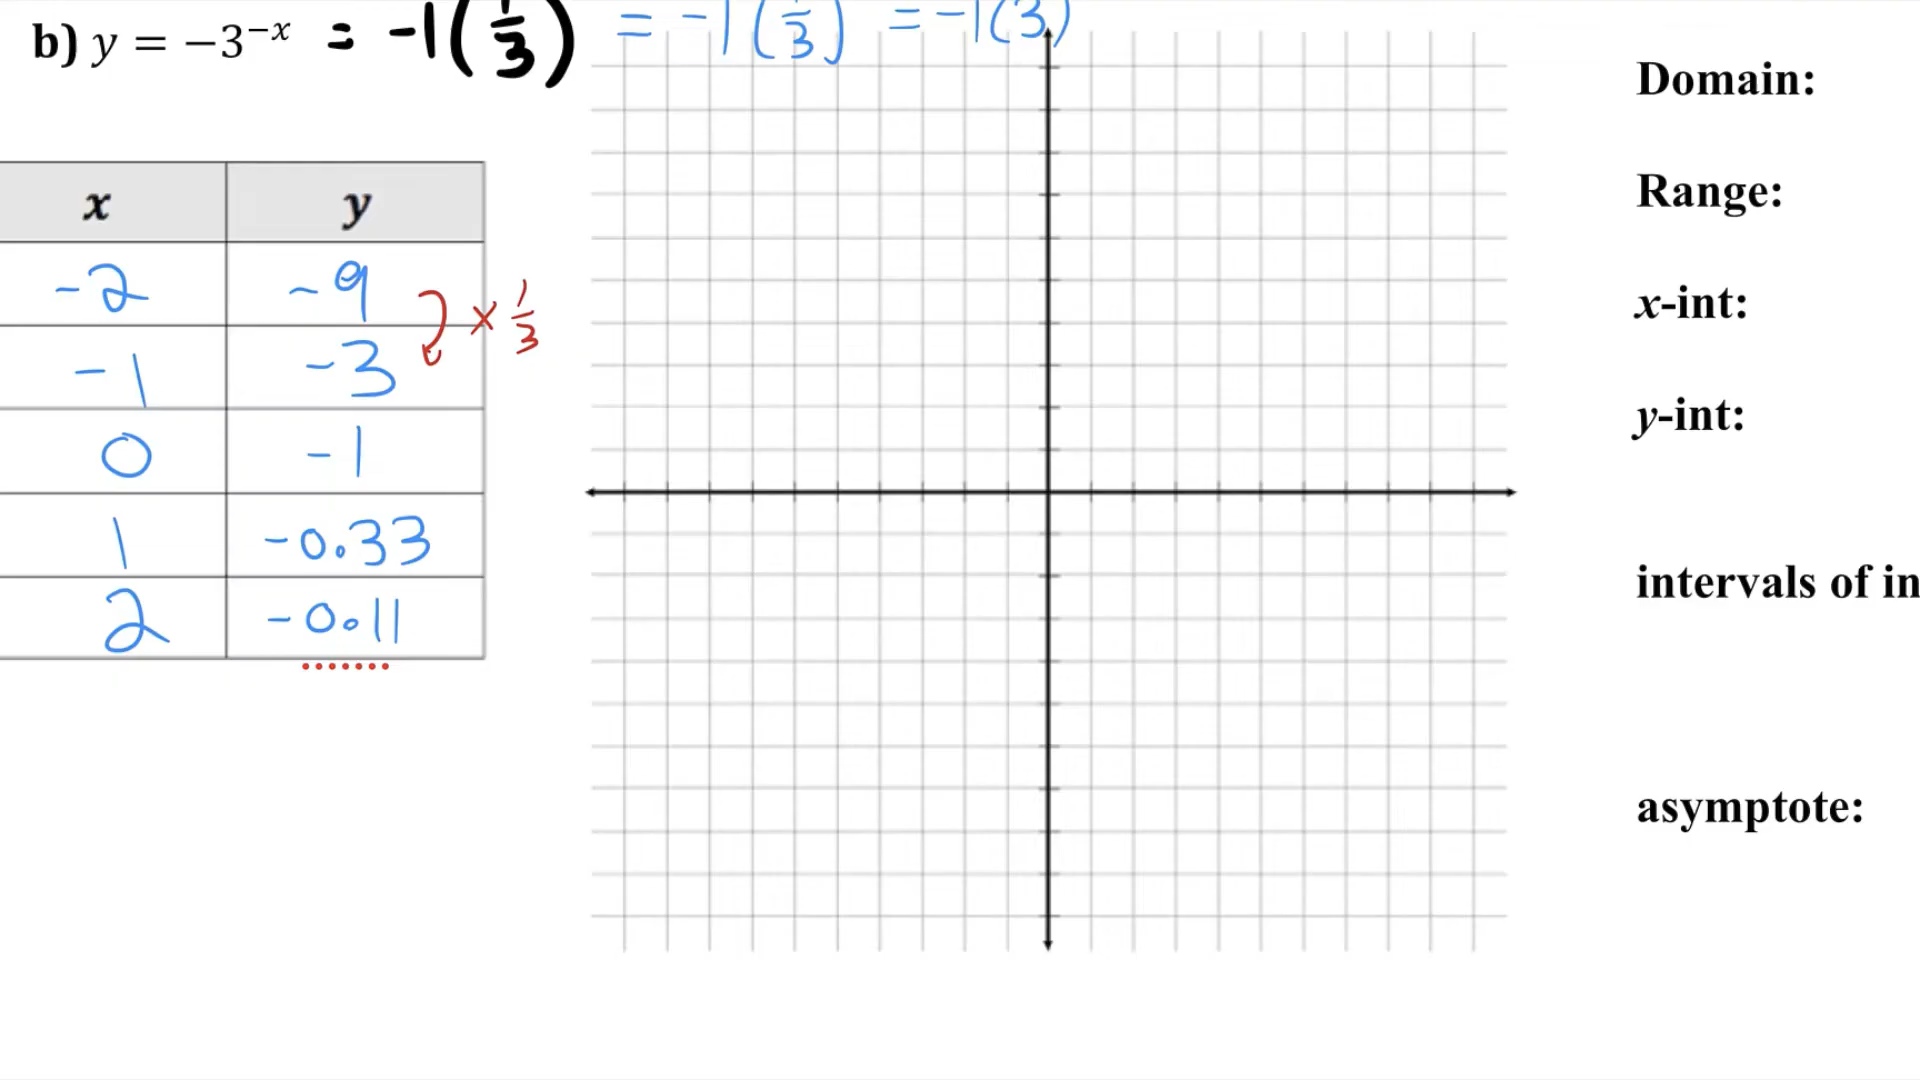 b) y = −3^{−x} = -1(1/3) = -1(1/3) = -1(3)
x y
-2 -9
× 1/3
-1 -3
0 -1
1 -0.33
2 -0.11
Domain:
Range:
x-int:
y-int:
intervals of in
asymptote: